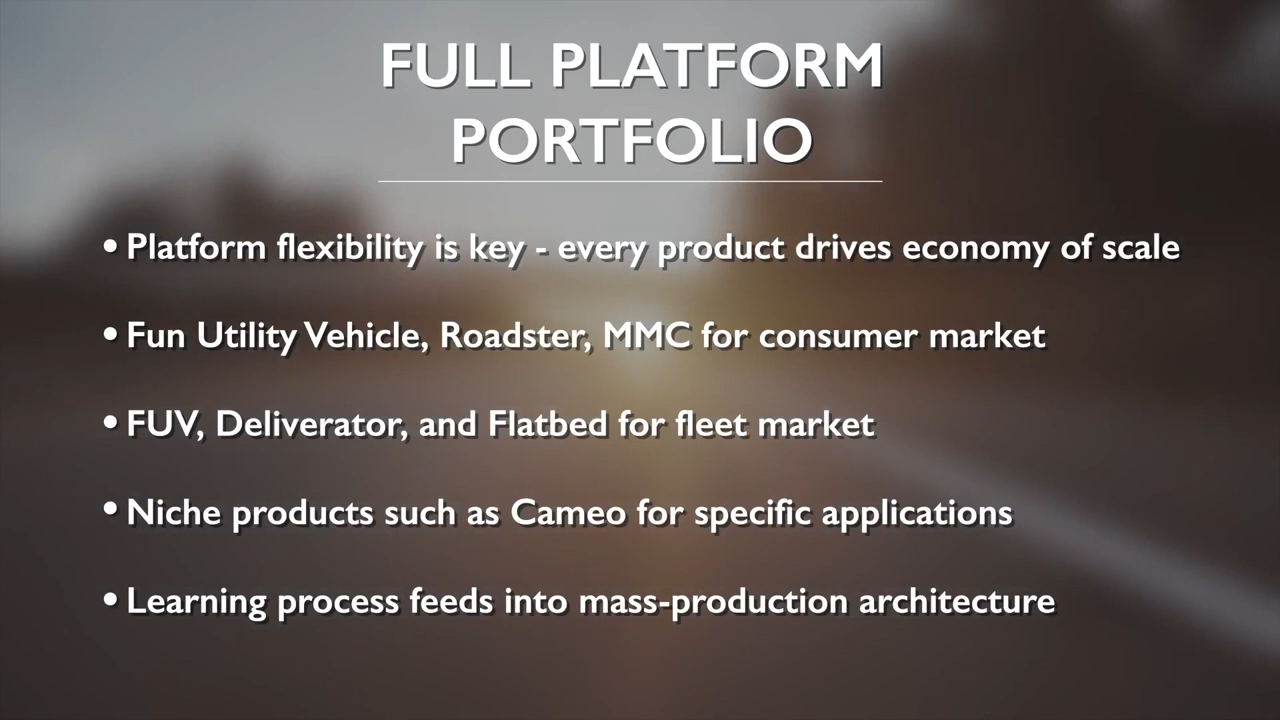 FULL PLATFORM
PORTFOLIO
• Platform flexibility is key - every product drives economy of scale
• Fun Utility Vehicle, Roadster, MMC for consumer market
• FUV, Deliverator, and Flatbed for fleet market
• Niche products such as Cameo for specific applications
• Learning process feeds into mass-production architecture